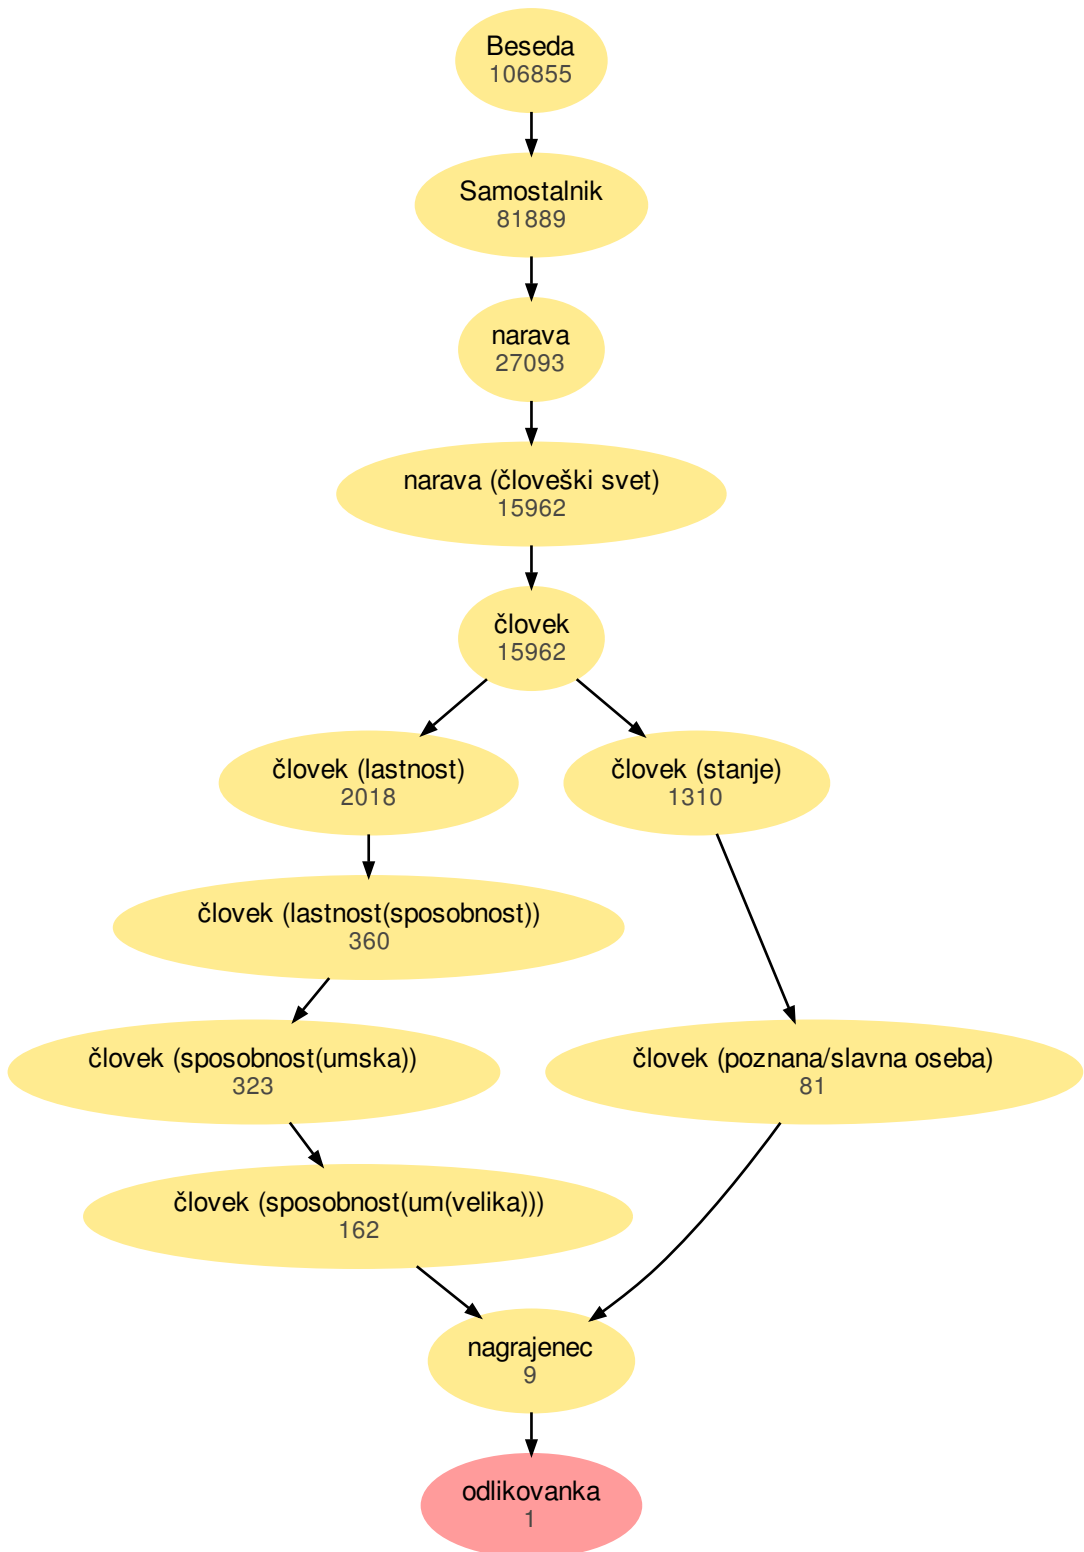 Beseda
106855
Samostalnik
81889
narava
27093
narava (človeški svet)
15962
človek
15962
človek (lastnost)
2018
človek (stanje)
1310
človek (lastnost(sposobnost))
360
človek (sposobnost(umska))
323
človek (poznana/slavna oseba)
81
človek (sposobnost(um(velika)))
162
nagrajenec
9
odlikovanka
1